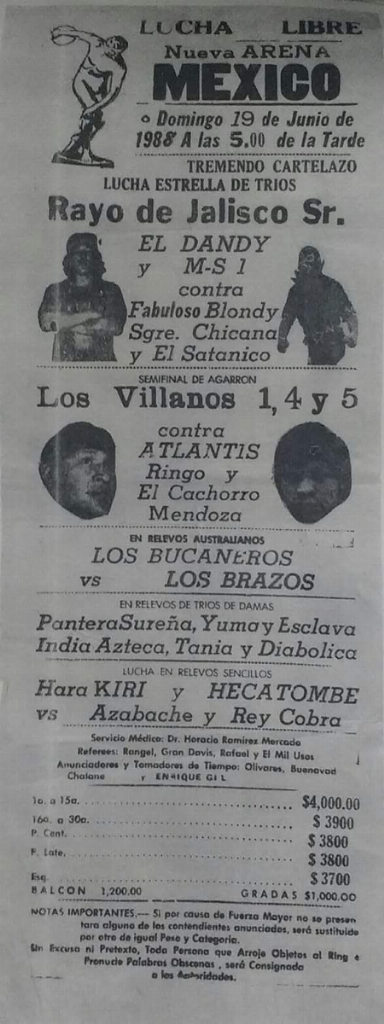 LUCHA LIBRE
Nueva ARENA
MEXICO
Domingo 19 de Junio de
1988 A las 5.00 de la Tarde
TREMENDO CARTELAZO
LUCHA ESTRELLA DE TRIOS
Rayo de Jalisco Sr.
EL DANDY
y M-S 1
contra
Fabuloso Blondy
Sgre. Chicana
y El Satanico
SEMIFINAL DE AGARRON
Los Villanos 1, 4 y 5
contra
ATLANTIS
Ringo y
El Cachorro
Mendoza
EN RELEVOS AUSTRALIANOS
LOS BUCANEROS
vs LOS BRAZOS
EN RELEVOS DE TRIOS DE DAMAS
Pantera Sureña, Yuma y Esclava
India Azteca, Tania y Diabolica
LUCHA EN RELEVOS SENCILLOS
Hara KIRI y HECATOMBE
vs Azabache y Rey Cobra
Servicio Médico: Dr. Horacio Ramirez Mercado
Referees: Rangel, Gran Davis, Rafael y El Mil Usos
Anunciadores y Tomadores de Tiempo: Olivares, Buenavad
Chalane y ENRIQUE GIL
1a. a 15a. $4,000.00
16a. a 30a. $ 3900
P. Cent. $ 3800
F. Late. $ 3800
Esq. $ 3700
BALCON 1,200.00 GRADAS $1,000.00
NOTAS IMPORTANTES.— Si por causa de Fuerza Mayor no se presen
tara alguno de los contendientes anunciados, será sustituido
por otro de igual Peso y Categoria.
Sin Excusa ni Pretexto, Toda Persona que Arroje Objetos al Ring o
Pronucie Palabras Obscenas, será Consignada
a las Autoridades.